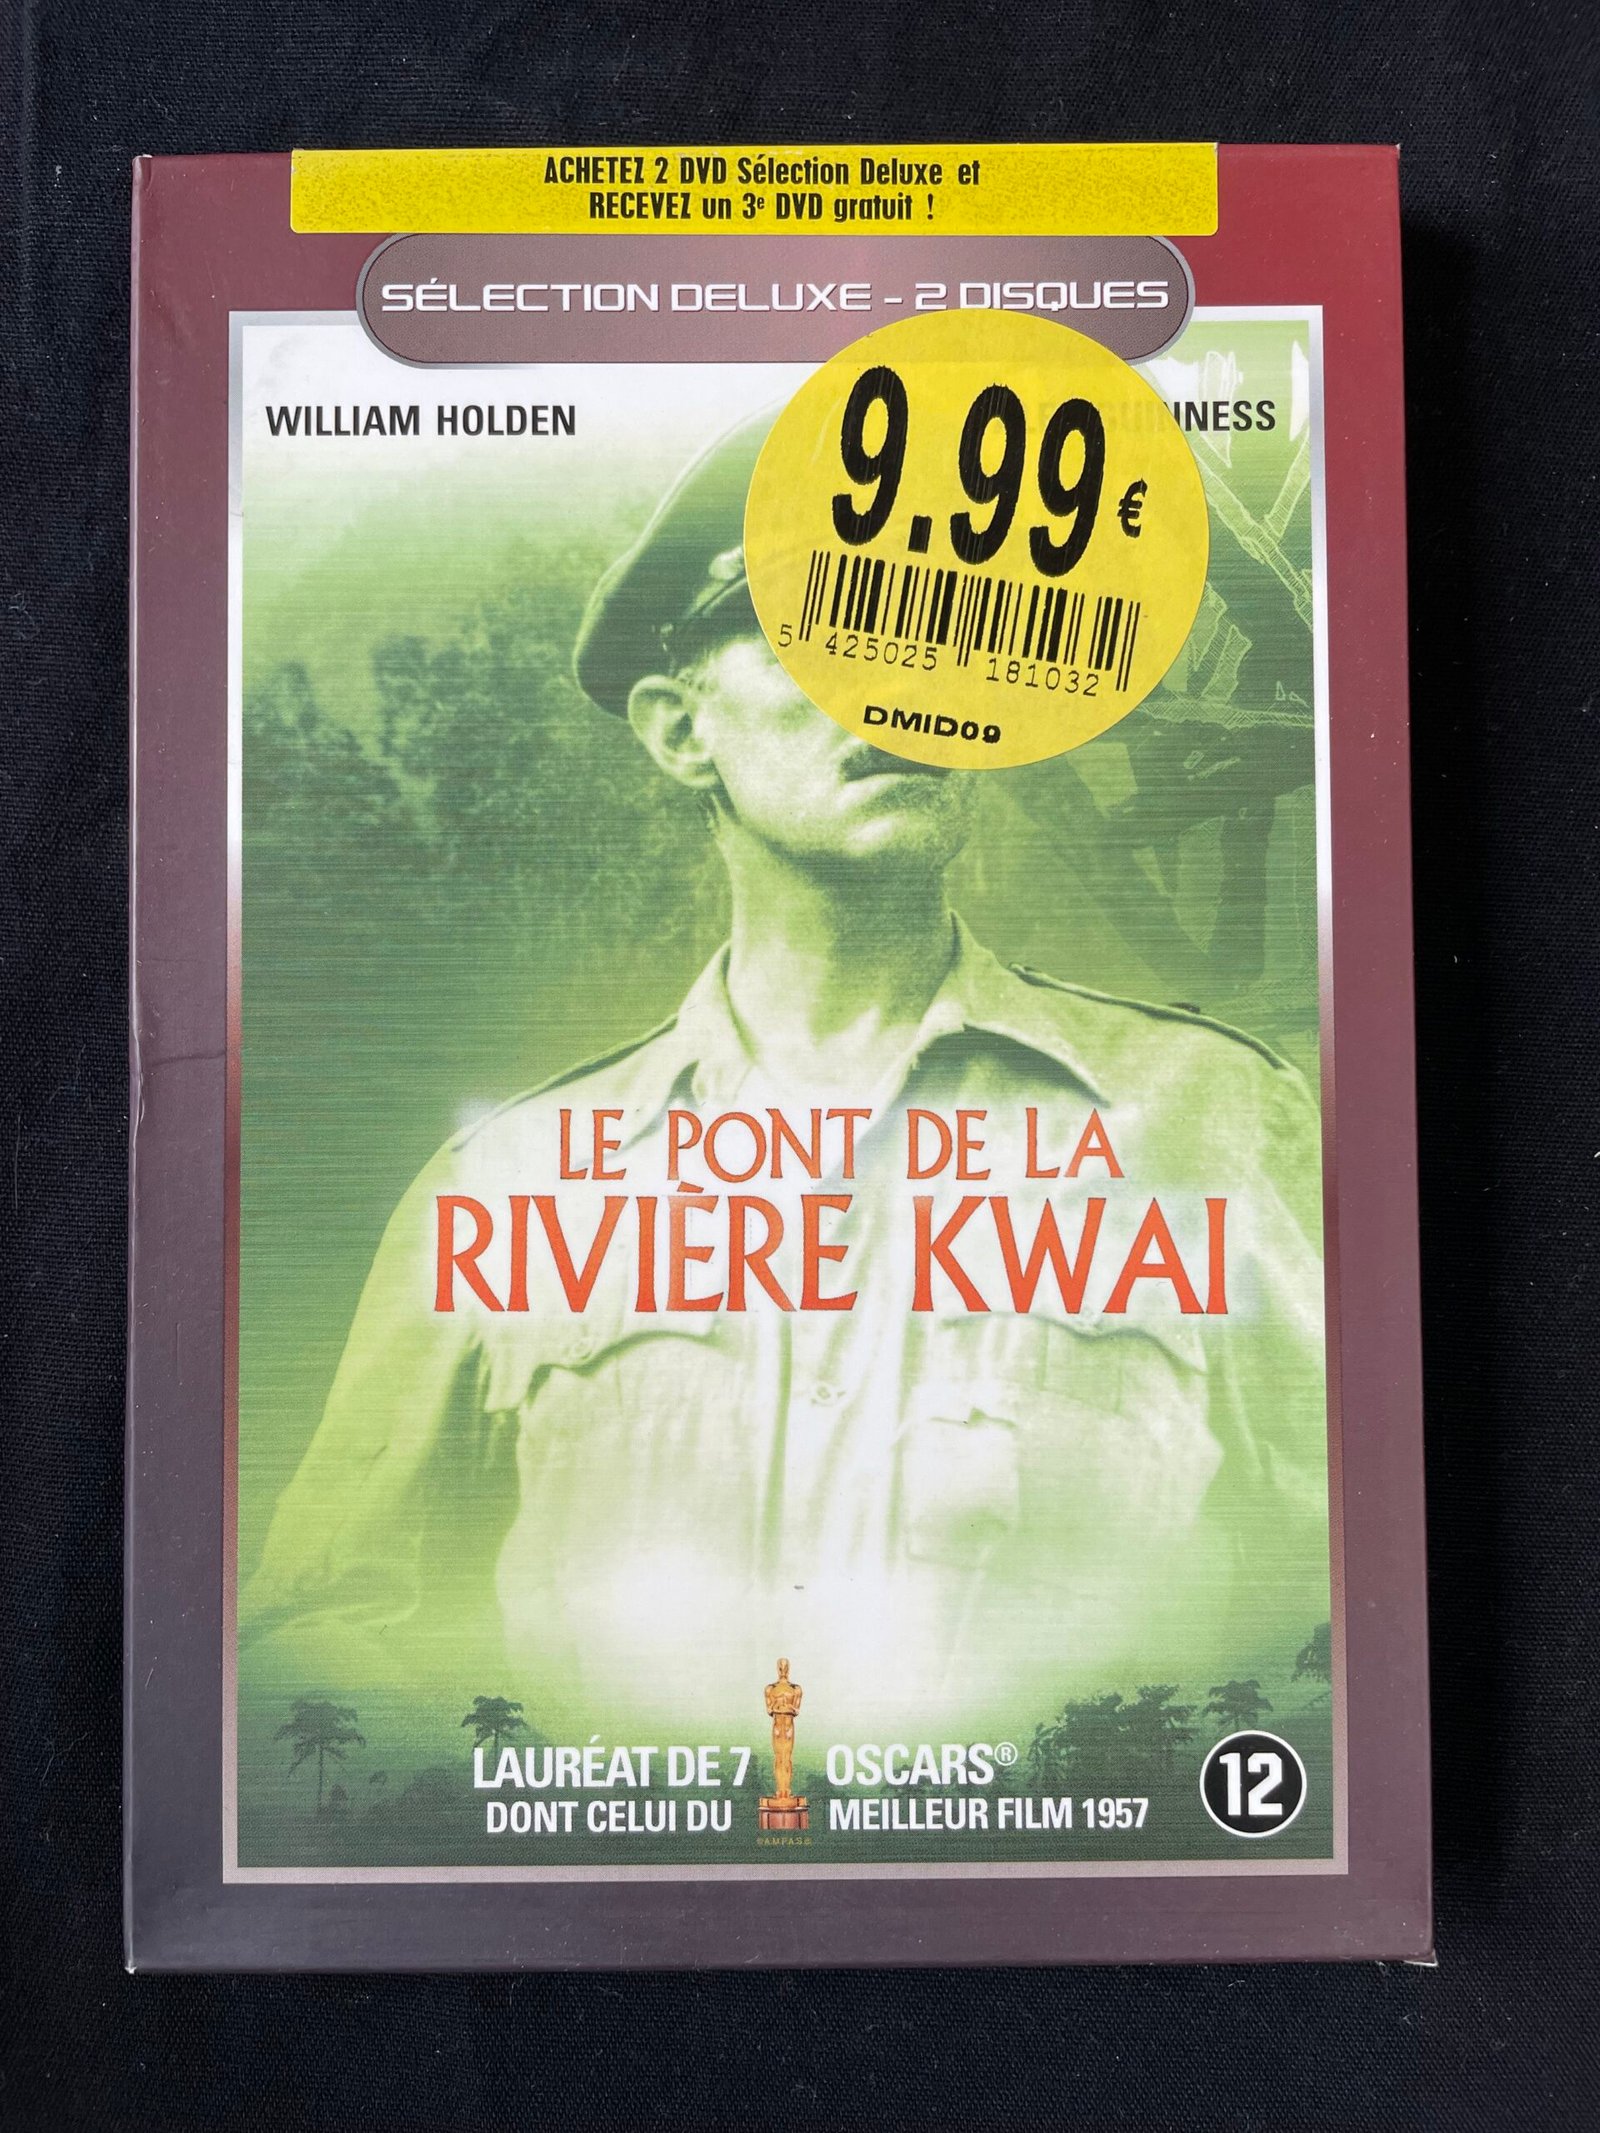 ACHETEZ 2 DVD Sélection Deluxe et
RECEVEZ un 3e DVD gratuit !
SÉLECTION DELUXE - 2 DISQUES
WILLIAM HOLDEN
GUINNESS
9.99 €
5 425025 181032
DMID09
LE PONT DE LA
RIVIÈRE KWAI
LAURÉAT DE 7 OSCARS®
DONT CELUI DU MEILLEUR FILM 1957
©A.M.P.A.S.®
12